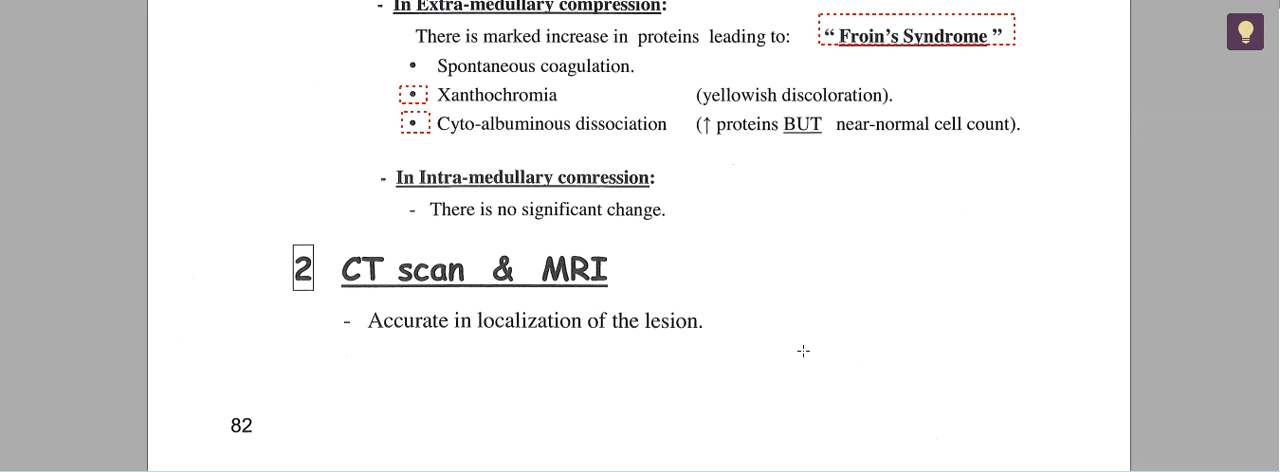 - In Extra-medullary compression:
There is marked increase in proteins leading to: “ Froin’s Syndrome ”
• Spontaneous coagulation.
• Xanthochromia (yellowish discoloration).
• Cyto-albuminous dissociation (↑ proteins BUT near-normal cell count).
- In Intra-medullary comression:
- There is no significant change.
2 CT scan & MRI
- Accurate in localization of the lesion.
82